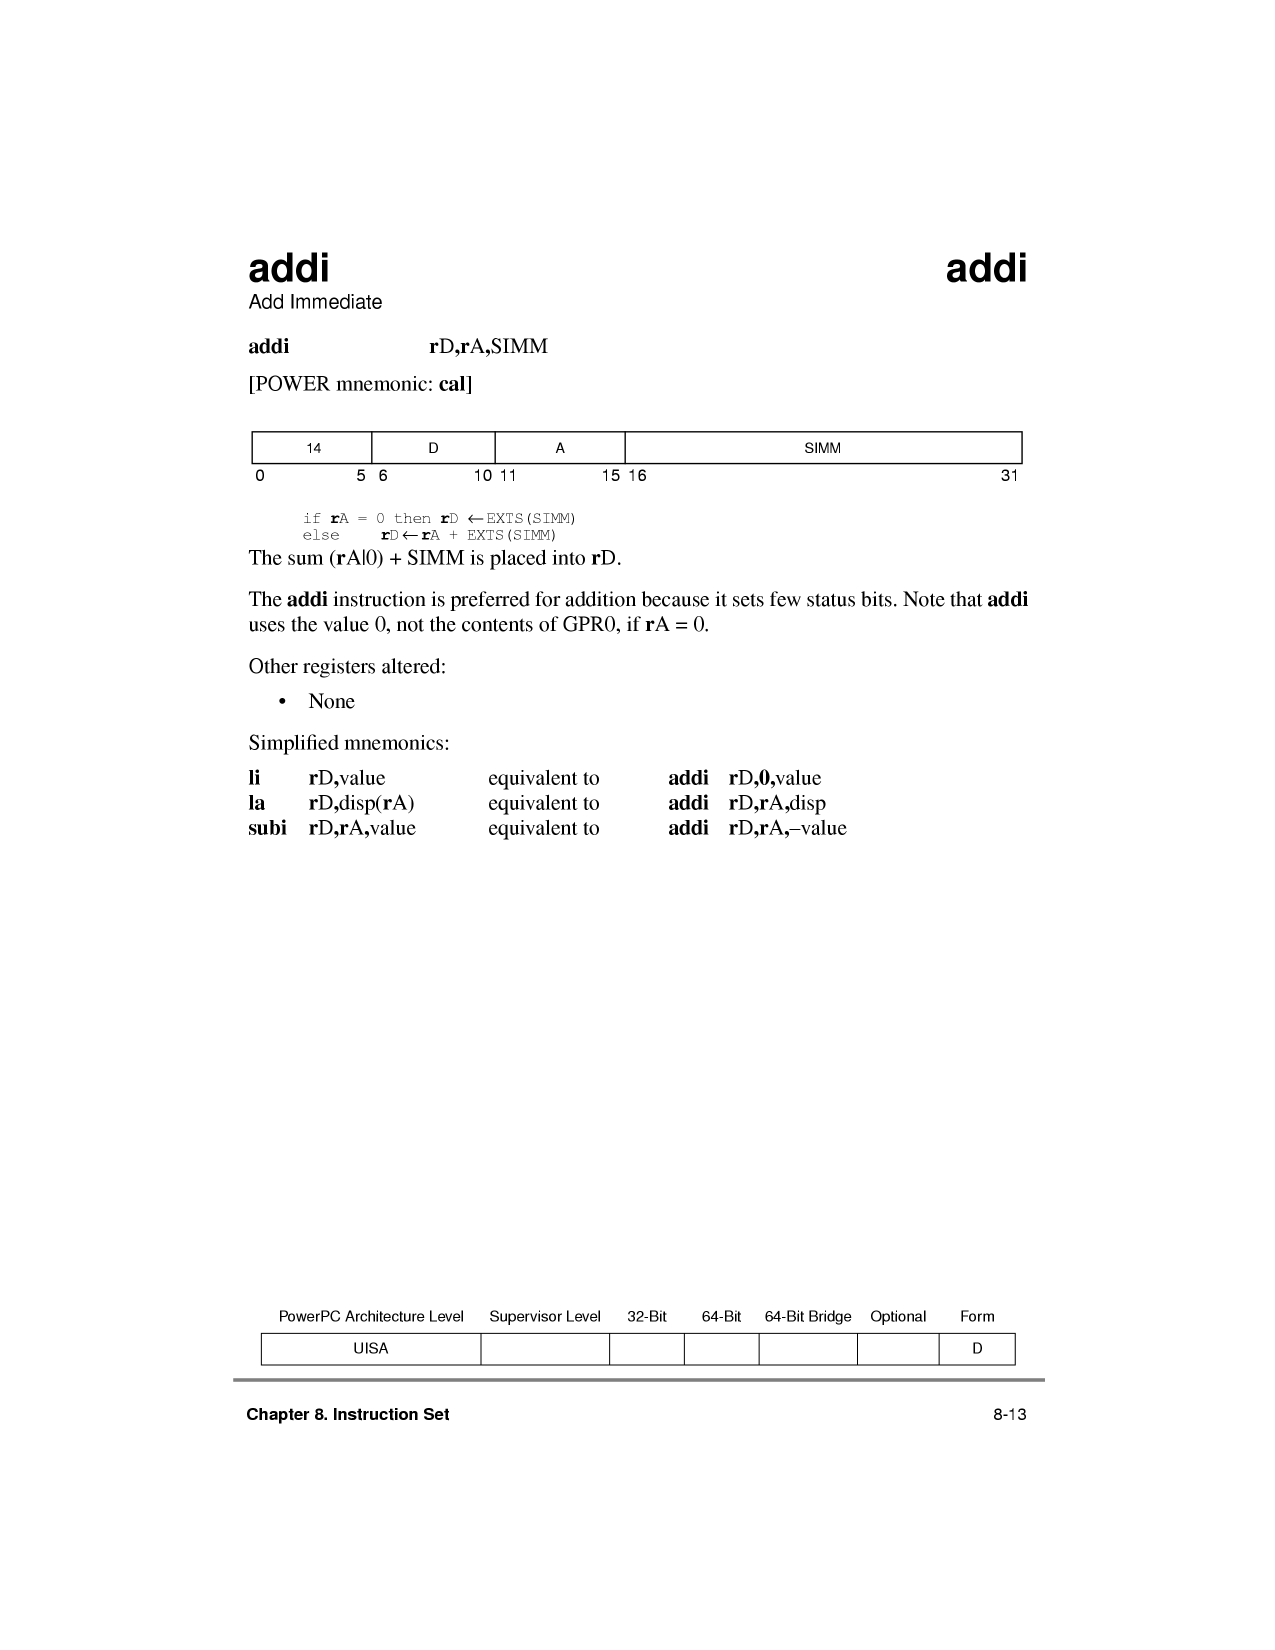 addi addi
Add Immediate
addi rD,rA,SIMM
[POWER mnemonic: cal]
14 D A SIMM
0 5 6 10 11 15 16 31
if rA = 0 then rD ←EXTS(SIMM)
else rD←rA + EXTS(SIMM)
The sum (rA|0) + SIMM is placed into rD.
The addi instruction is preferred for addition because it sets few status bits. Note that addi
uses the value 0, not the contents of GPR0, if rA = 0.
Other registers altered:
• None
Simplified mnemonics:
li rD,value equivalent to addi rD,0,value
la rD,disp(rA) equivalent to addi rD,rA,disp
subi rD,rA,value equivalent to addi rD,rA,–value
PowerPC Architecture Level Supervisor Level 32-Bit 64-Bit 64-Bit Bridge Optional Form
UISA D
Chapter 8. Instruction Set 8-13